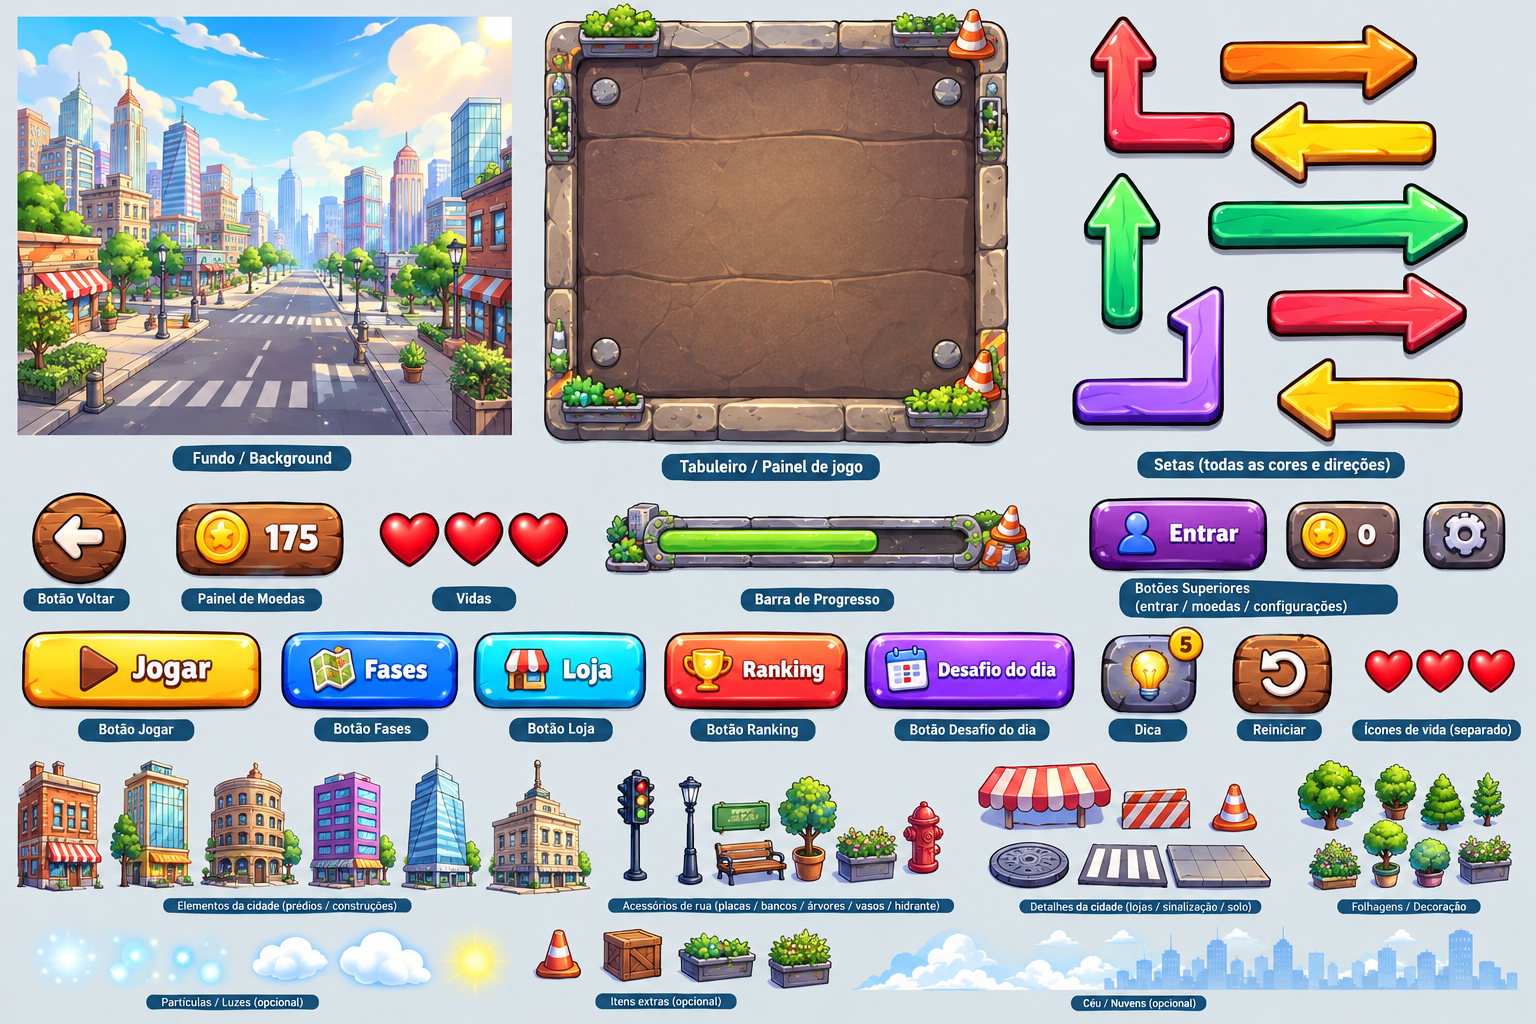 Fundo / Background
Tabuleiro / Painel de jogo
Setas (todas as cores e direções)
175
Entrar
0
Botão Voltar
Painel de Moedas
Vidas
Barra de Progresso
Botões Superiores
(entrar / moedas / configurações)
Jogar
Fases
Loja
Ranking
Desafio do dia
5
Botão Jogar
Botão Fases
Botão Loja
Botão Ranking
Botão Desafio do dia
Dica
Reiniciar
Ícones de vida (separado)
Elementos da cidade (prédios / construções)
Acessórios de rua (placas / bancos / árvores / vasos / hidrante)
Detalhes da cidade (lojas / sinalização / solo)
Folhagens / Decoração
Partículas / Luzes (opcional)
Itens extras (opcional)
Céu / Nuvens (opcional)